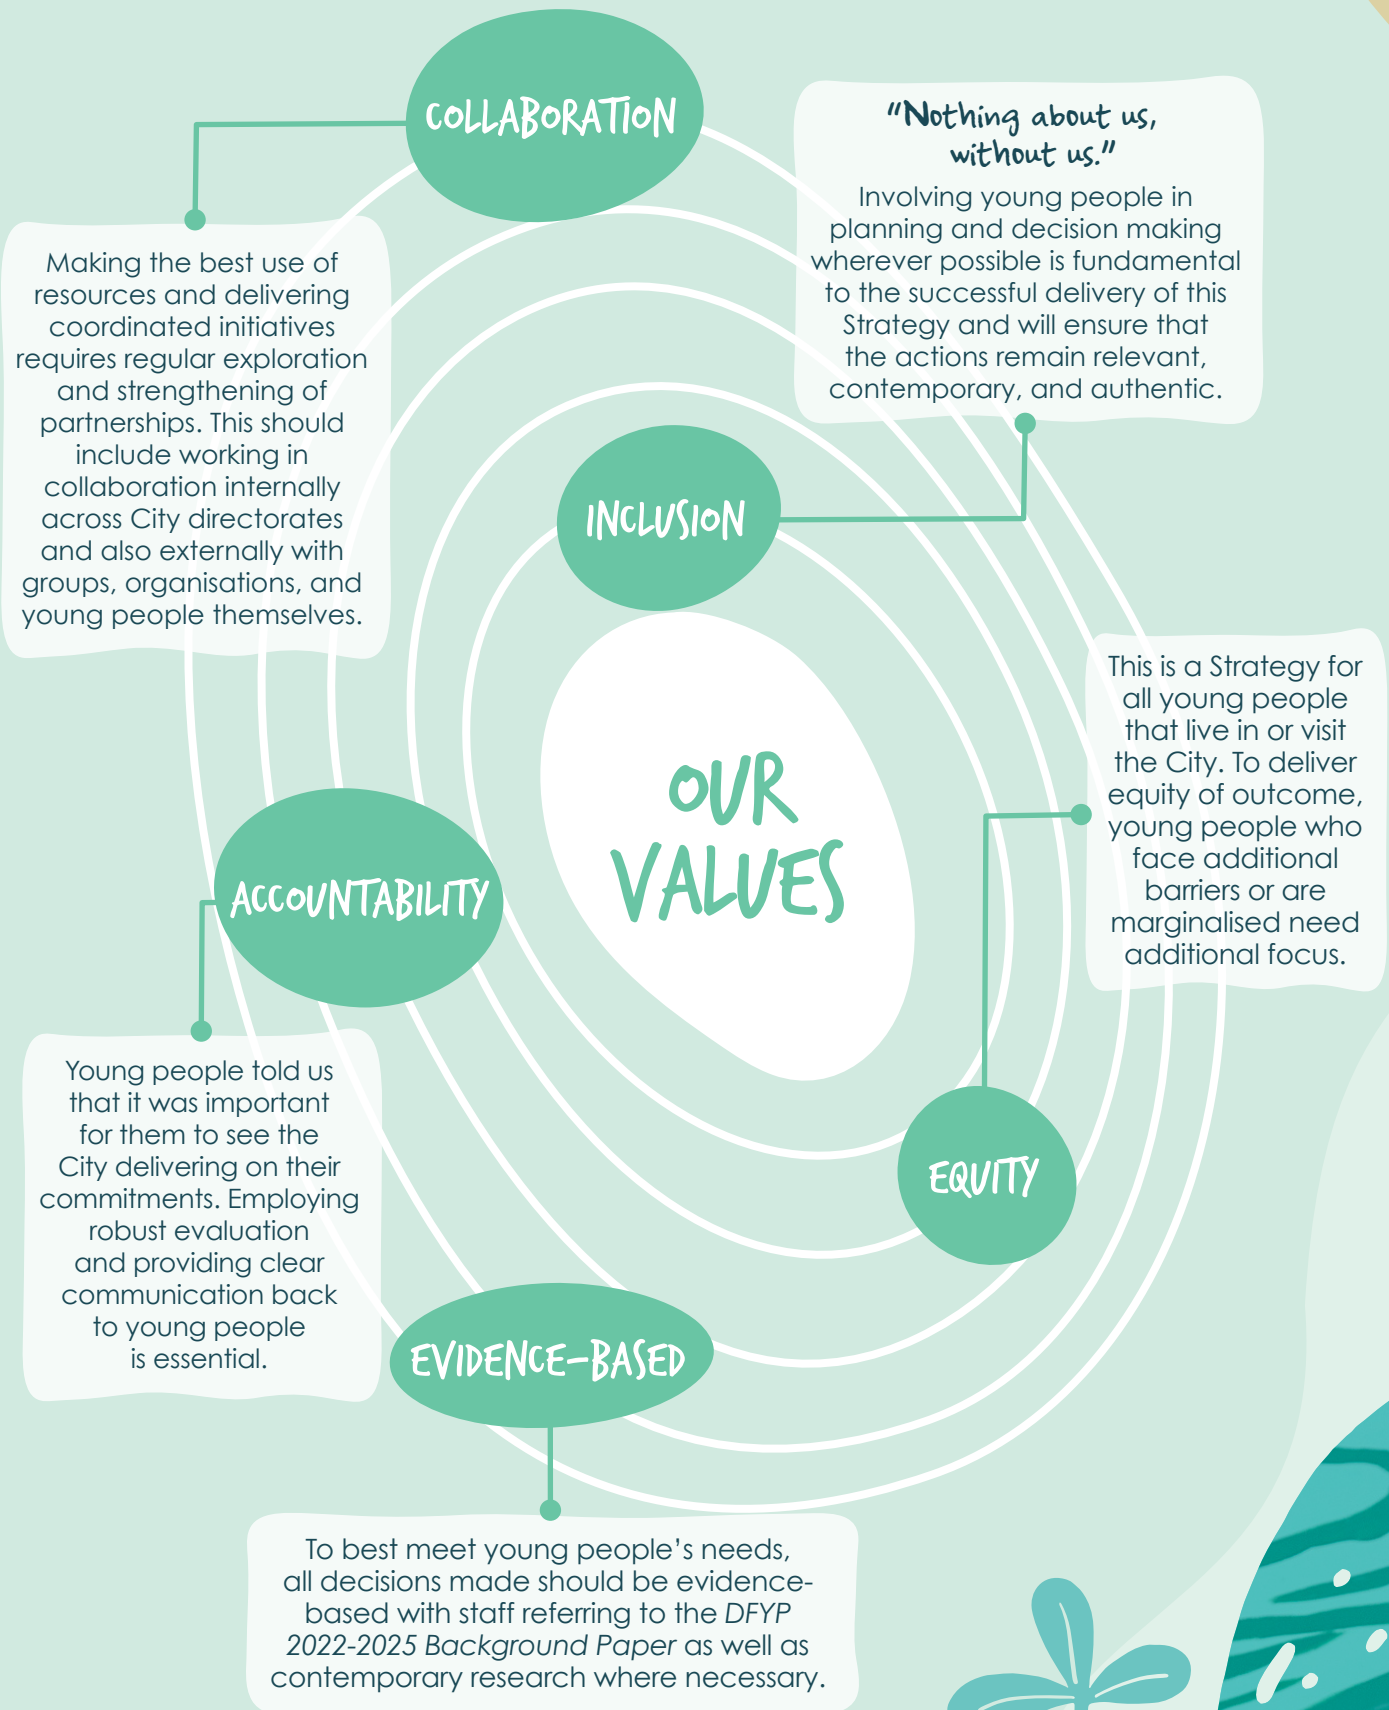 COLLABORATION
Making the best use of
resources and delivering
coordinated initiatives
requires regular exploration
and strengthening of
partnerships. This should
include working in
collaboration internally
across City directorates
and also externally with
groups, organisations, and
young people themselves.
"Nothing about us,
without us."
Involving young people in
planning and decision making
wherever possible is fundamental
to the successful delivery of this
Strategy and will ensure that
the actions remain relevant,
contemporary, and authentic.
INCLUSION
OUR
VALUES
This is a Strategy for
all young people
that live in or visit
the City. To deliver
equity of outcome,
young people who
face additional
barriers or are
marginalised need
additional focus.
EQUITY
ACCOUNTABILITY
Young people told us
that it was important
for them to see the
City delivering on their
commitments. Employing
robust evaluation
and providing clear
communication back
to young people
is essential.
EVIDENCE-BASED
To best meet young people's needs,
all decisions made should be evidence-
based with staff referring to the DFYP
2022-2025 Background Paper as well as
contemporary research where necessary.